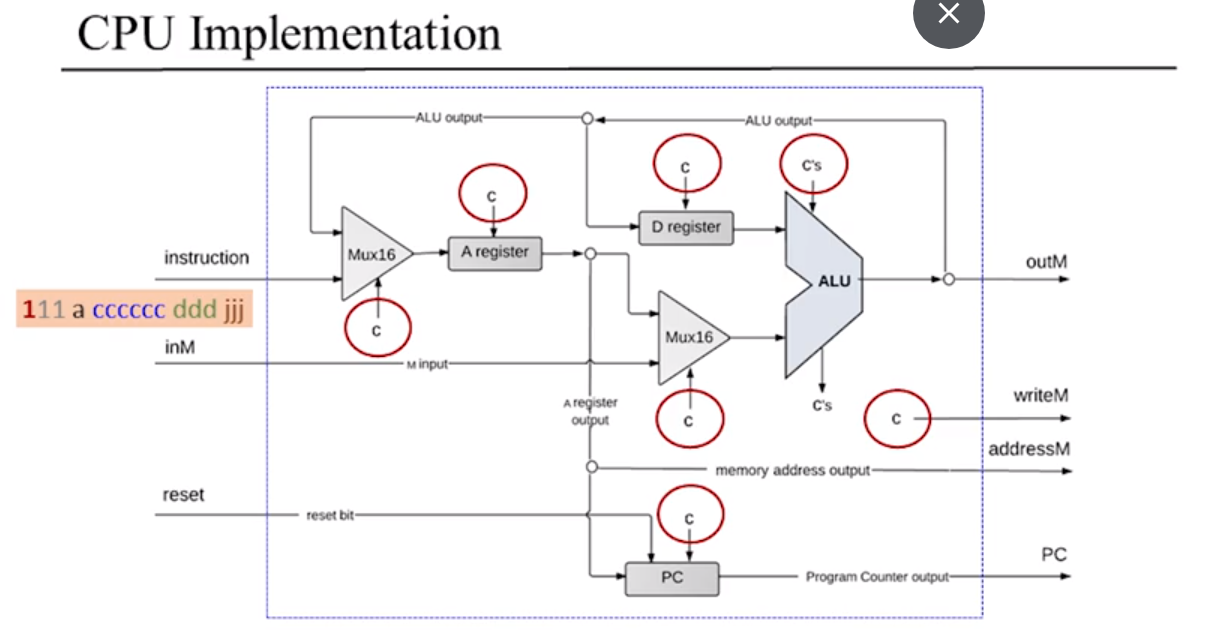 CPU Implementation
ALU output
ALU output
c
C's
c
D register
instruction
Mux16
A register
ALU
outM
111 a cccccc ddd jjj
c
Mux16
inM
M input
A register
output
c
C's
c
writeM
addressM
memory address output
reset
reset bit
c
PC
Program Counter output
PC